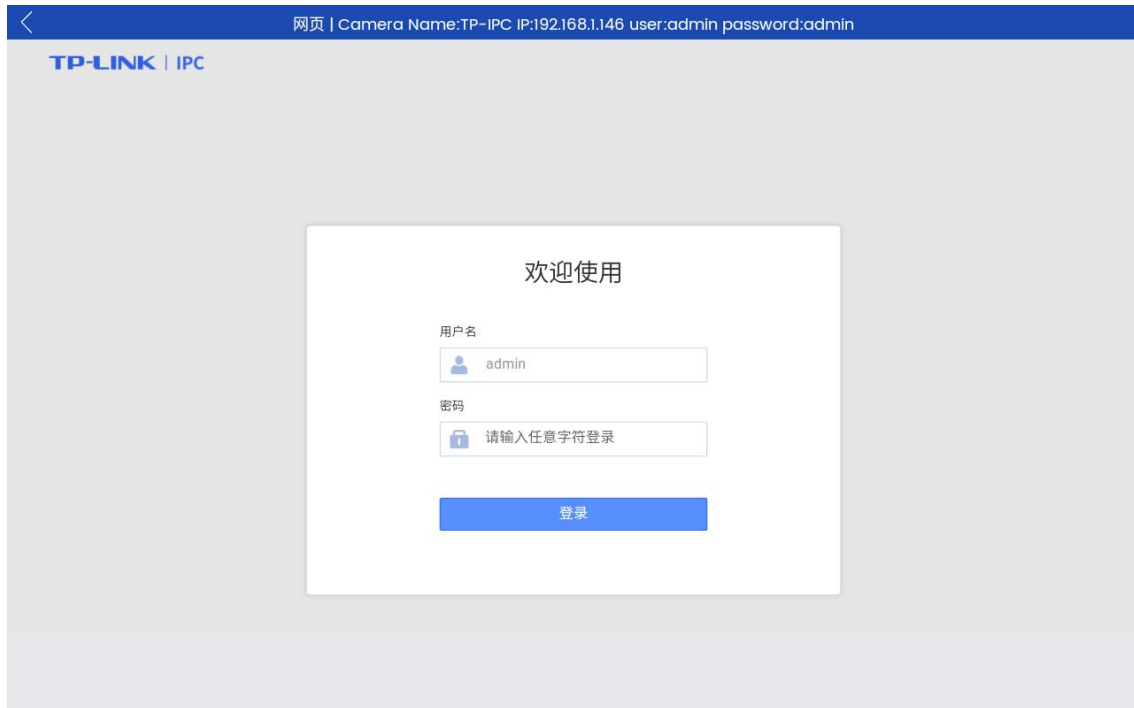 网页 | Camera Name:TP-IPC IP:192.168.1.146 user:admin password:admin
TP-LINK | IPC
欢迎使用
用户名
admin
密码
请输入任意字符登录
登录